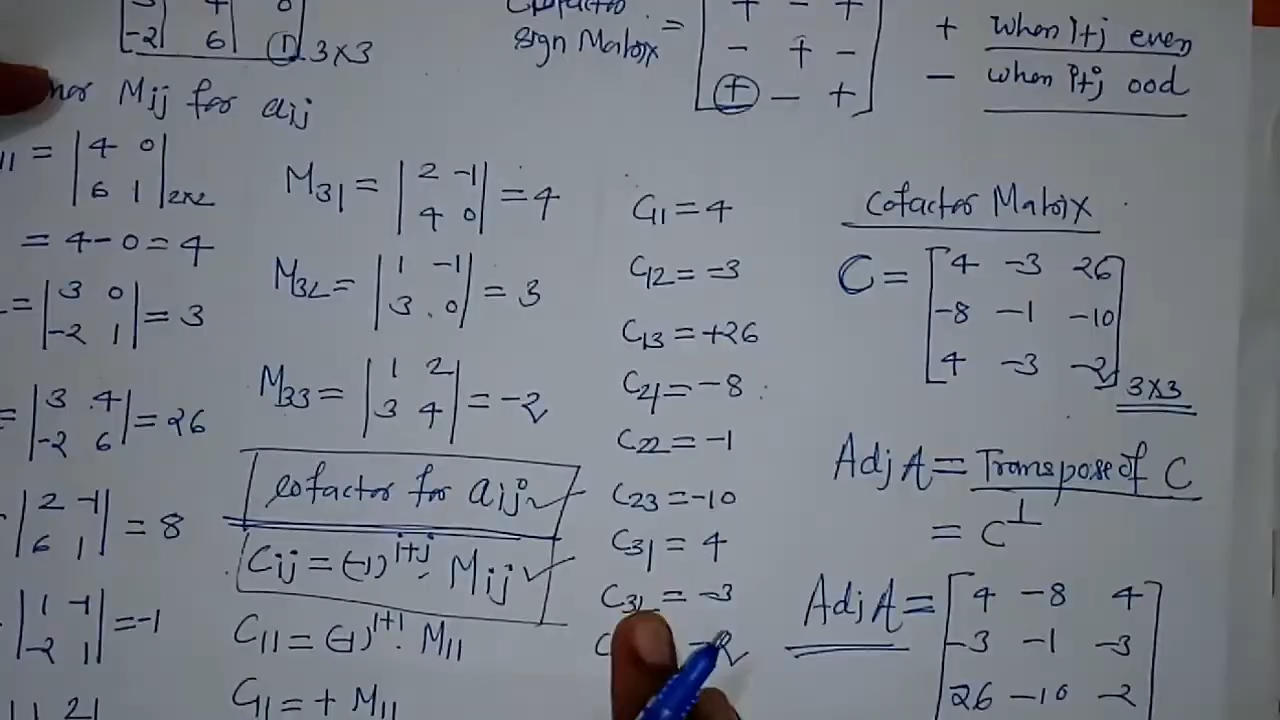 3 4 0
-2 6 1 3×3
Mij for aij
11 = |4 0|
|6 1| 2×2
= 4-0 = 4
= |3 0|
|-2 1| = 3
= |3 4|
|-2 6| = 26
|2 -1|
|6 1| = 8
|1 -1|
|-2 1| = -1
M31 = |2 -1|
|4 0| = 4
M32 = |1 -1|
|3 0| = 3
M33 = |1 2|
|3 4| = -2
Cofactor for aij
Cij = (-1)^i+j . Mij
C11 = (-1)^1+1 . M11
C11 = + M11
Sign Matrix =
+ - +
- + -
+ - +
+ When i+j even
- when i+j ood
C11 = 4
C12 = -3
C13 = +26
C21 = -8
C22 = -1
C23 = -10
C31 = 4
C32 = -3
-2
Cofactor Matrix
C = [4 -3 26
-8 -1 -10
4 -3 -2] 3×3
Adj A = Transpose of C
= C^⊥
Adj A = [4 -8 4
-3 -1 -3
26 -10 -2]